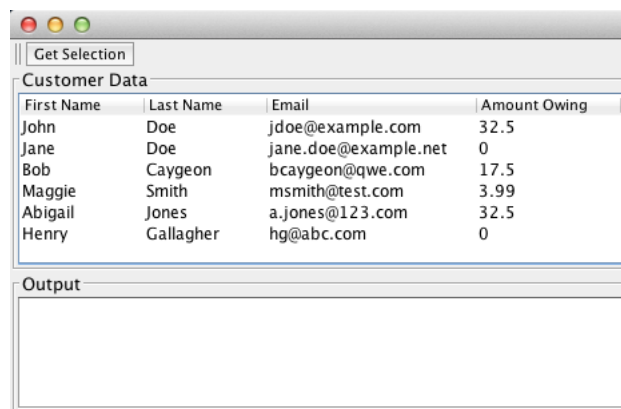 Get Selection
Customer Data
First Name Last Name Email Amount Owing
John Doe jdoe@example.com 32.5
Jane Doe jane.doe@example.net 0
Bob Caygeon bcaygeon@qwe.com 17.5
Maggie Smith msmith@test.com 3.99
Abigail Jones a.jones@123.com 32.5
Henry Gallagher hg@abc.com 0
Output